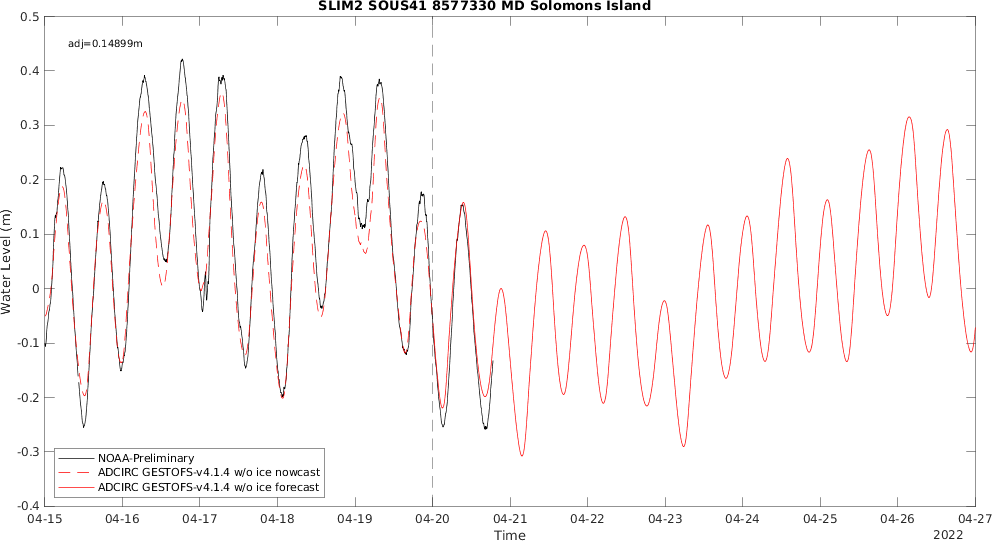 SLIM2 SOUS41 8577330 MD Solomons Island
0.5
adj=0.14899m
0.4
0.3
0.2
0.1
0
-0.1
-0.2
-0.3
-0.4
Water Level (m)
NOAA-Preliminary
ADCIRC GESTOFS-v4.1.4 w/o ice nowcast
ADCIRC GESTOFS-v4.1.4 w/o ice forecast
04-15 04-16 04-17 04-18 04-19 04-20 04-21 04-22 04-23 04-24 04-25 04-26 04-27
Time
2022